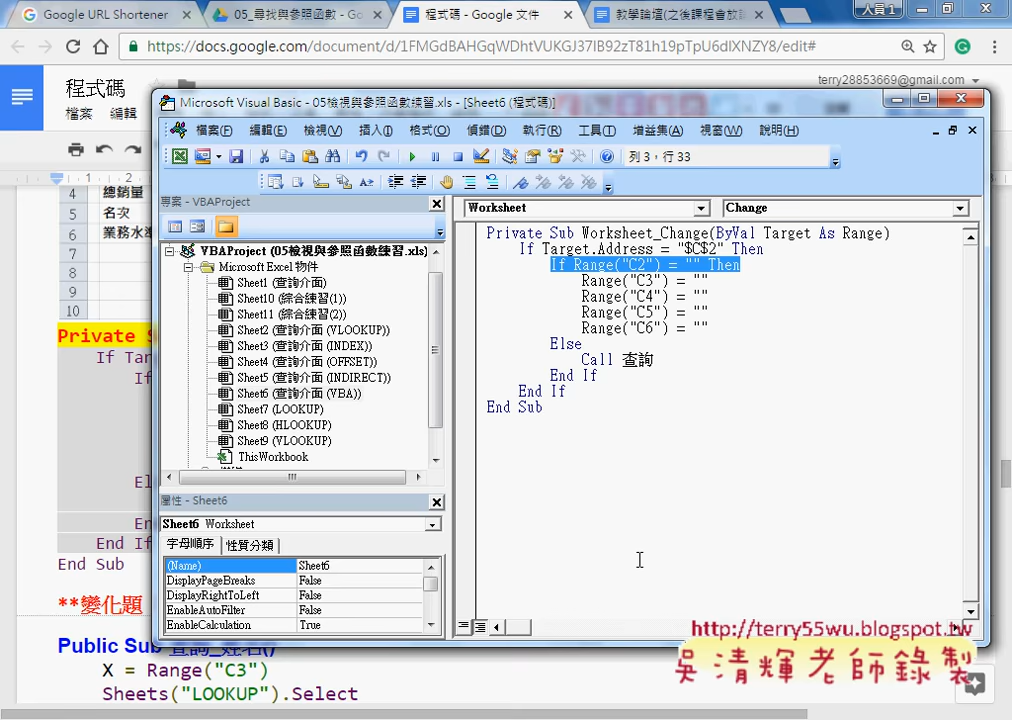 Google URL Shortener
05_尋找與參照函數 - Go
程式碼 - Google 文件
教學論壇(之後課程會放
人員 1
https://docs.google.com/document/d/1FMGdBAHGqWDhtVUKGJ37IB92zT81h19pTpU6dIXNZY8/edit#
terry28853669@gmail.com
程式碼
檔案 編輯
1 2
4 總銷量
5 名次
6 業務水準
7
8
9
10
Private S
If Tar
If
El
En
End If
End Sub
**變化題
Public Sub 查詢_姓名()
X = Range("C3")
Sheets("LOOKUP").Select
Microsoft Visual Basic - 05檢視與參照函數練習.xls - [Sheet6 (程式碼)]
檔案(F) 編輯(E) 檢視(V) 插入(I) 格式(O) 偵錯(D) 執行(R) 工具(T) 增益集(A) 視窗(W) 說明(H)
列 3，行 33
專案 - VBAProject
VBAProject (05檢視與參照函數練習.xls)
Microsoft Excel 物件
Sheet1 (查詢介面)
Sheet10 (綜合練習(1))
Sheet11 (綜合練習(2))
Sheet2 (查詢介面 (VLOOKUP))
Sheet3 (查詢介面 (INDEX))
Sheet4 (查詢介面 (OFFSET))
Sheet5 (查詢介面 (INDIRECT))
Sheet6 (查詢介面 (VBA))
Sheet7 (LOOKUP)
Sheet8 (HLOOKUP)
Sheet9 (VLOOKUP)
ThisWorkbook
屬性 - Sheet6
Sheet6 Worksheet
字母順序 性質分類
(Name) Sheet6
DisplayPageBreaks False
DisplayRightToLeft False
EnableAutoFilter False
EnableCalculation True
Worksheet
Change
Private Sub Worksheet_Change(ByVal Target As Range)
If Target.Address = "$C$2" Then
If Range("C2") = "" Then
Range("C3") = ""
Range("C4") = ""
Range("C5") = ""
Range("C6") = ""
Else
Call 查詢
End If
End If
End Sub
http://terry55wu.blogspot.tw
吳清輝老師錄製